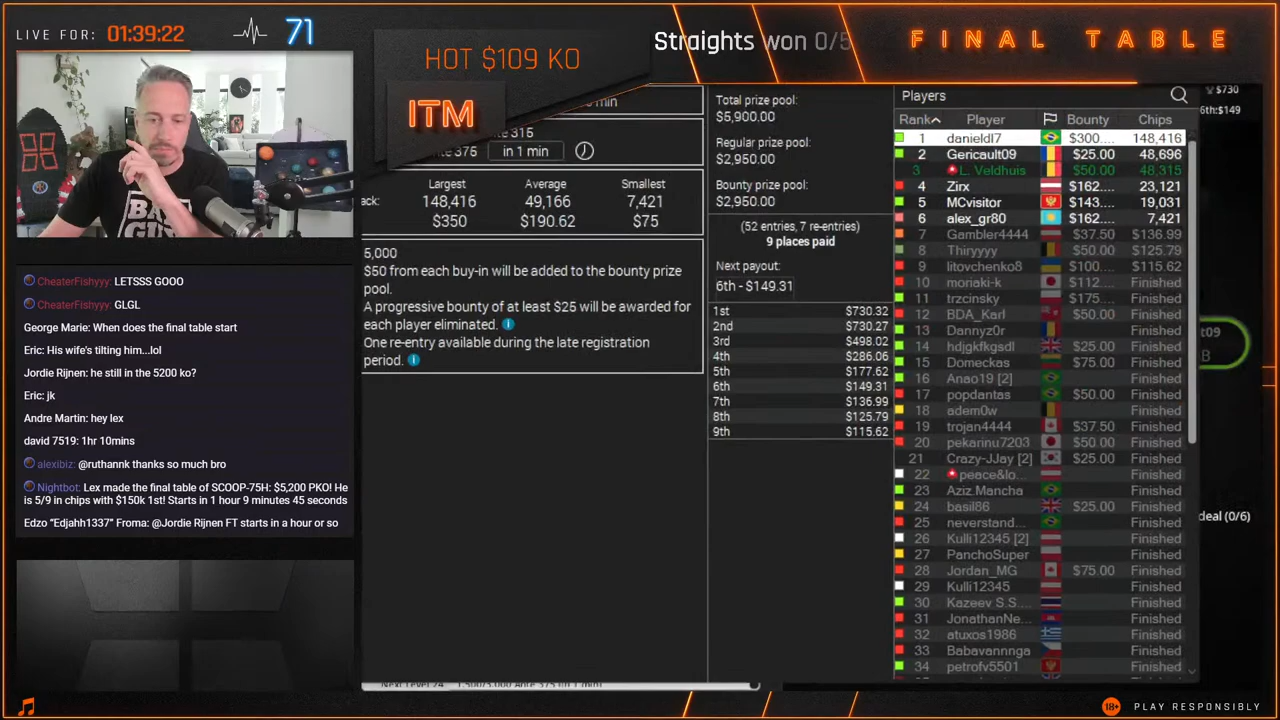 LIVE FOR: 01:39:22 71
HOT $109 KO
ITM
Straights won 0/5
FINAL TABLE
in 1 min
Largest Average Smallest
148,416 49,166 7,421
$350 $190.62 $75
5,000
$50 from each buy-in will be added to the bounty prize
pool.
A progressive bounty of at least $25 will be awarded for
each player eliminated.
One re-entry available during the late registration
period.
Total prize pool:
$5,900.00
Regular prize pool:
$2,950.00
Bounty prize pool:
$2,950.00
(52 entries, 7 re-entries)
9 places paid
Next payout:
6th - $149.31
1st $730.32
2nd $730.27
3rd $498.02
4th $286.06
5th $177.62
6th $149.31
7th $136.99
8th $125.79
9th $115.62
Players
Rank Player Bounty Chips
1 danieldl7 $300.... 148,416
2 Gericault09 $25.00 48,696
3 L. Veldhuis $50.00 48,315
4 Zirx $162.... 23,121
5 MCvisitor $143.... 19,031
6 alex_gr80 $162.... 7,421
7 Gambler4444 $37.50 $136.99
8 Thiryyyy $50.00 $125.79
9 litovchenko8 $100.... $115.62
10 moriaki-k $112.... Finished
11 trzcinsky $175.... Finished
12 BDA_Karl $50.00 Finished
13 Dannyz0r Finished
14 hdjgkfkgsdl $25.00 Finished
15 Domeckas $75.00 Finished
16 Anao19 [2] Finished
17 popdantas $50.00 Finished
18 adem0w Finished
19 trojan4444 $37.50 Finished
20 pekarinu7203 $50.00 Finished
21 Crazy-JJay [2] $25.00 Finished
22 peace&lo... Finished
23 Aziz.Mancha Finished
24 basil86 $25.00 Finished
25 neverstand... Finished
26 Kulli12345 [2] Finished
27 PanchoSuper Finished
28 Jordan_MG $75.00 Finished
29 Kulli12345 Finished
30 Kazeev S.S... Finished
31 JonathanNe... Finished
32 atuxos1986 Finished
33 Babavannnga Finished
34 petrofv5501 Finished
$730
6th:$149
deal (0/6)
CheaterFishyyy: LETSSS GOOO
CheaterFishyyy: GLGL
George Marie: When does the final table start
Eric: His wife's tilting him...lol
Jordie Rijnen: he still in the 5200 ko?
Eric: jk
Andre Martin: hey lex
david 7519: 1hr 10mins
alexibiz: @ruthannk thanks so much bro
Nightbot: Lex made the final table of SCOOP-75H: $5,200 PKO! He
is 5/9 in chips with $150k 1st! Starts in 1 hour 9 minutes 45 seconds
Edzo "Edjahh1337" Froma: @Jordie Rijnen FT starts in a hour or so
18+ PLAY RESPONSIBLY